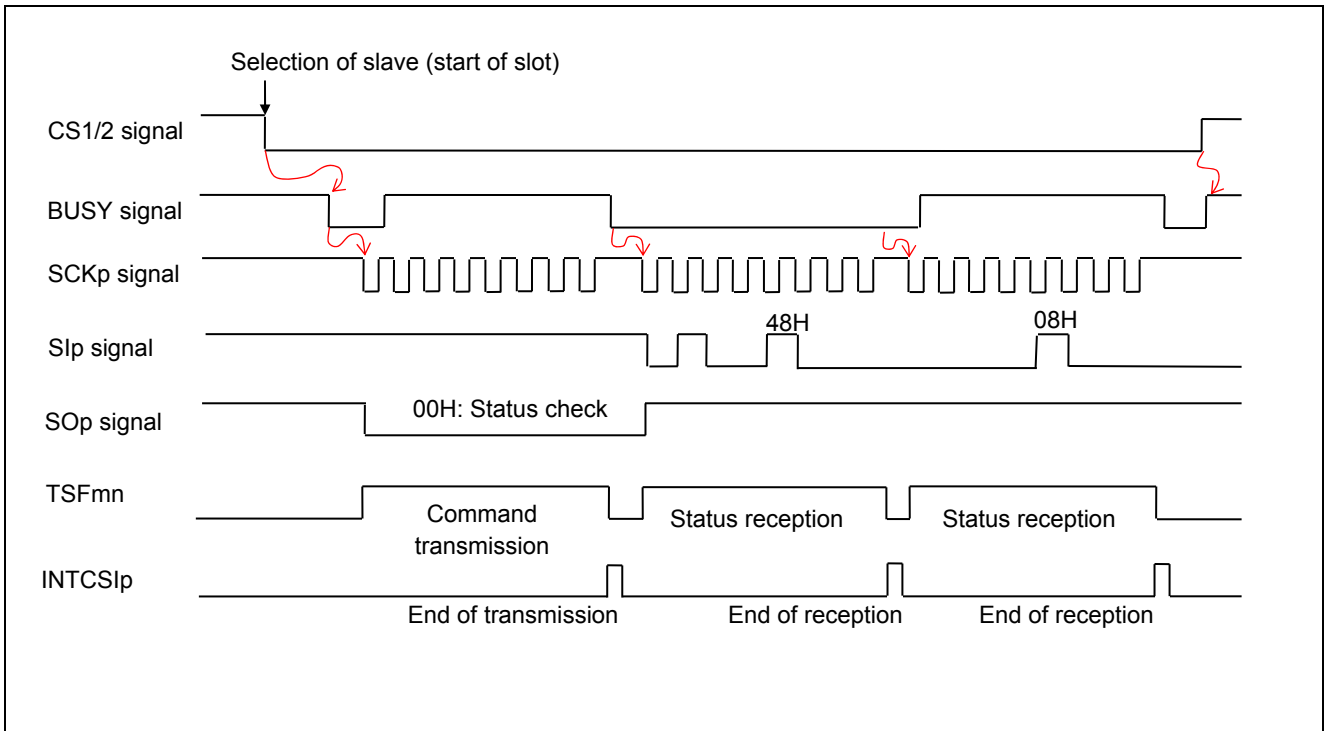 Selection of slave (start of slot)
CS1/2 signal
BUSY signal
SCKp signal
48H
08H
SIp signal
00H: Status check
SOp signal
TSFmn
Command
transmission
Status reception
Status reception
INTCSIp
End of transmission
End of reception
End of reception